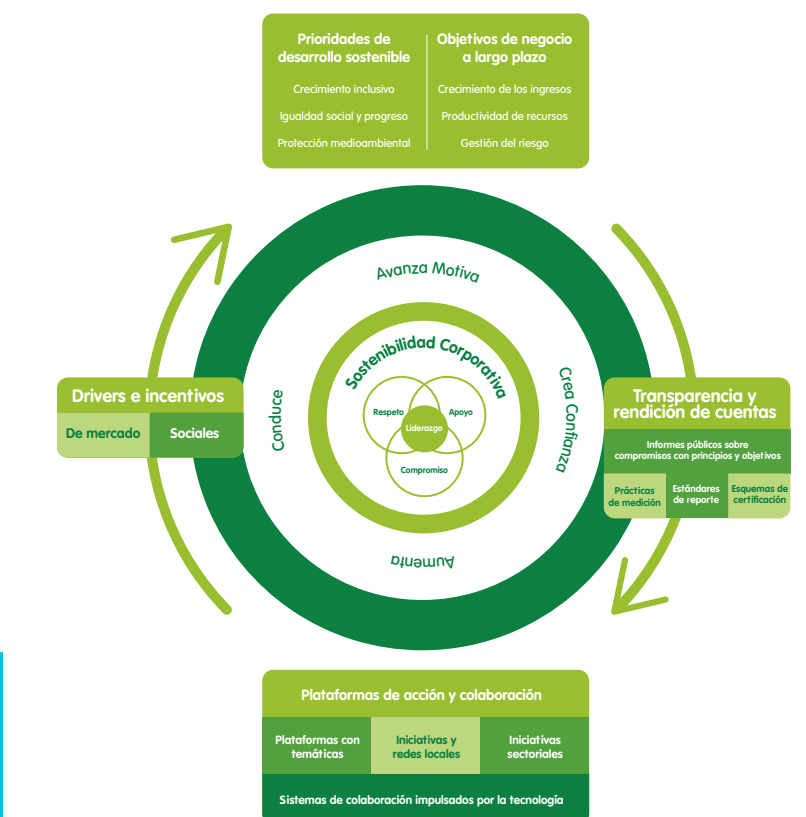 Prioridades de
desarrollo sostenible
Crecimiento inclusivo
Igualdad social y progreso
Protección medioambiental
Objetivos de negocio
a largo plazo
Crecimiento de los ingresos
Productividad de recursos
Gestión del riesgo
Avanza Motiva
Sostenibilidad Corporativa
Respeto
Apoyo
Liderazgo
Compromiso
Conduce
Crea Confianza
Aumenta
Drivers e incentivos
De mercado
Sociales
Transparencia y
rendición de cuentas
Informes públicos sobre
compromisos con principios y objetivos
Prácticas
de medición
Estándares
de reporte
Esquemas de
certificación
Plataformas de acción y colaboración
Plataformas con
temáticas
Iniciativas y
redes locales
Iniciativas
sectoriales
Sistemas de colaboración impulsados por la tecnología